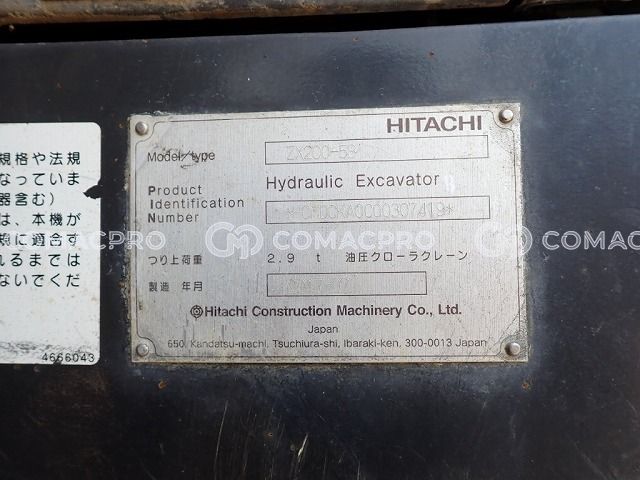 規格や法規
なっていま
器含む）
は、本機が
規に適合す
れるまでは
ないでくだ
4666043
HITACHI
Model/type
ZX200-5
Hydraulic Excavator
Product
Identification
Number
つり上荷重 2.9 t 油圧クローラクレーン
製造 年月
Hitachi Construction Machinery Co., Ltd.
Japan
650, Kandatsu-machi, Tsuchiura-shi, Ibaraki-ken, 300-0013 Japan
COMACPRO
COMACPRO
COMACPRO